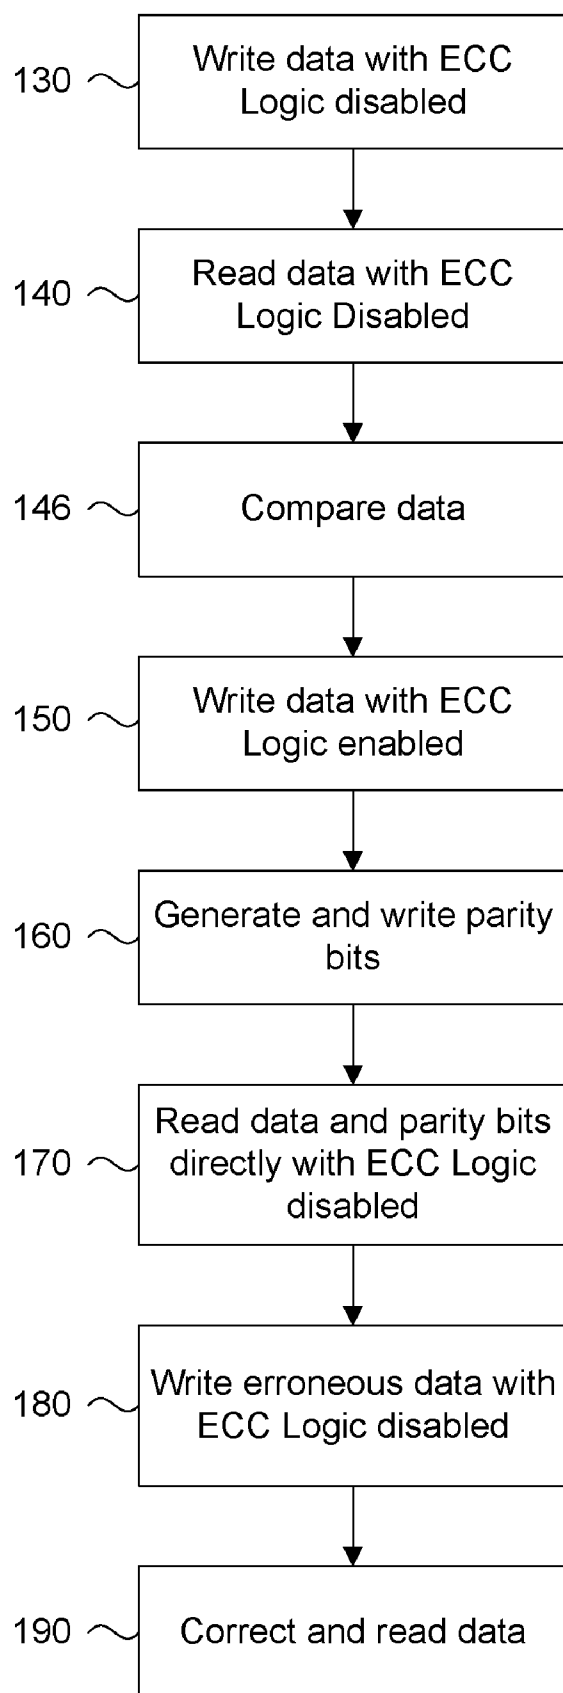 130
Write data with ECC
Logic disabled
140
Read data with ECC
Logic Disabled
146
Compare data
150
Write data with ECC
Logic enabled
160
Generate and write parity
bits
170
Read data and parity bits
directly with ECC Logic
disabled
180
Write erroneous data with
ECC Logic disabled
190
Correct and read data